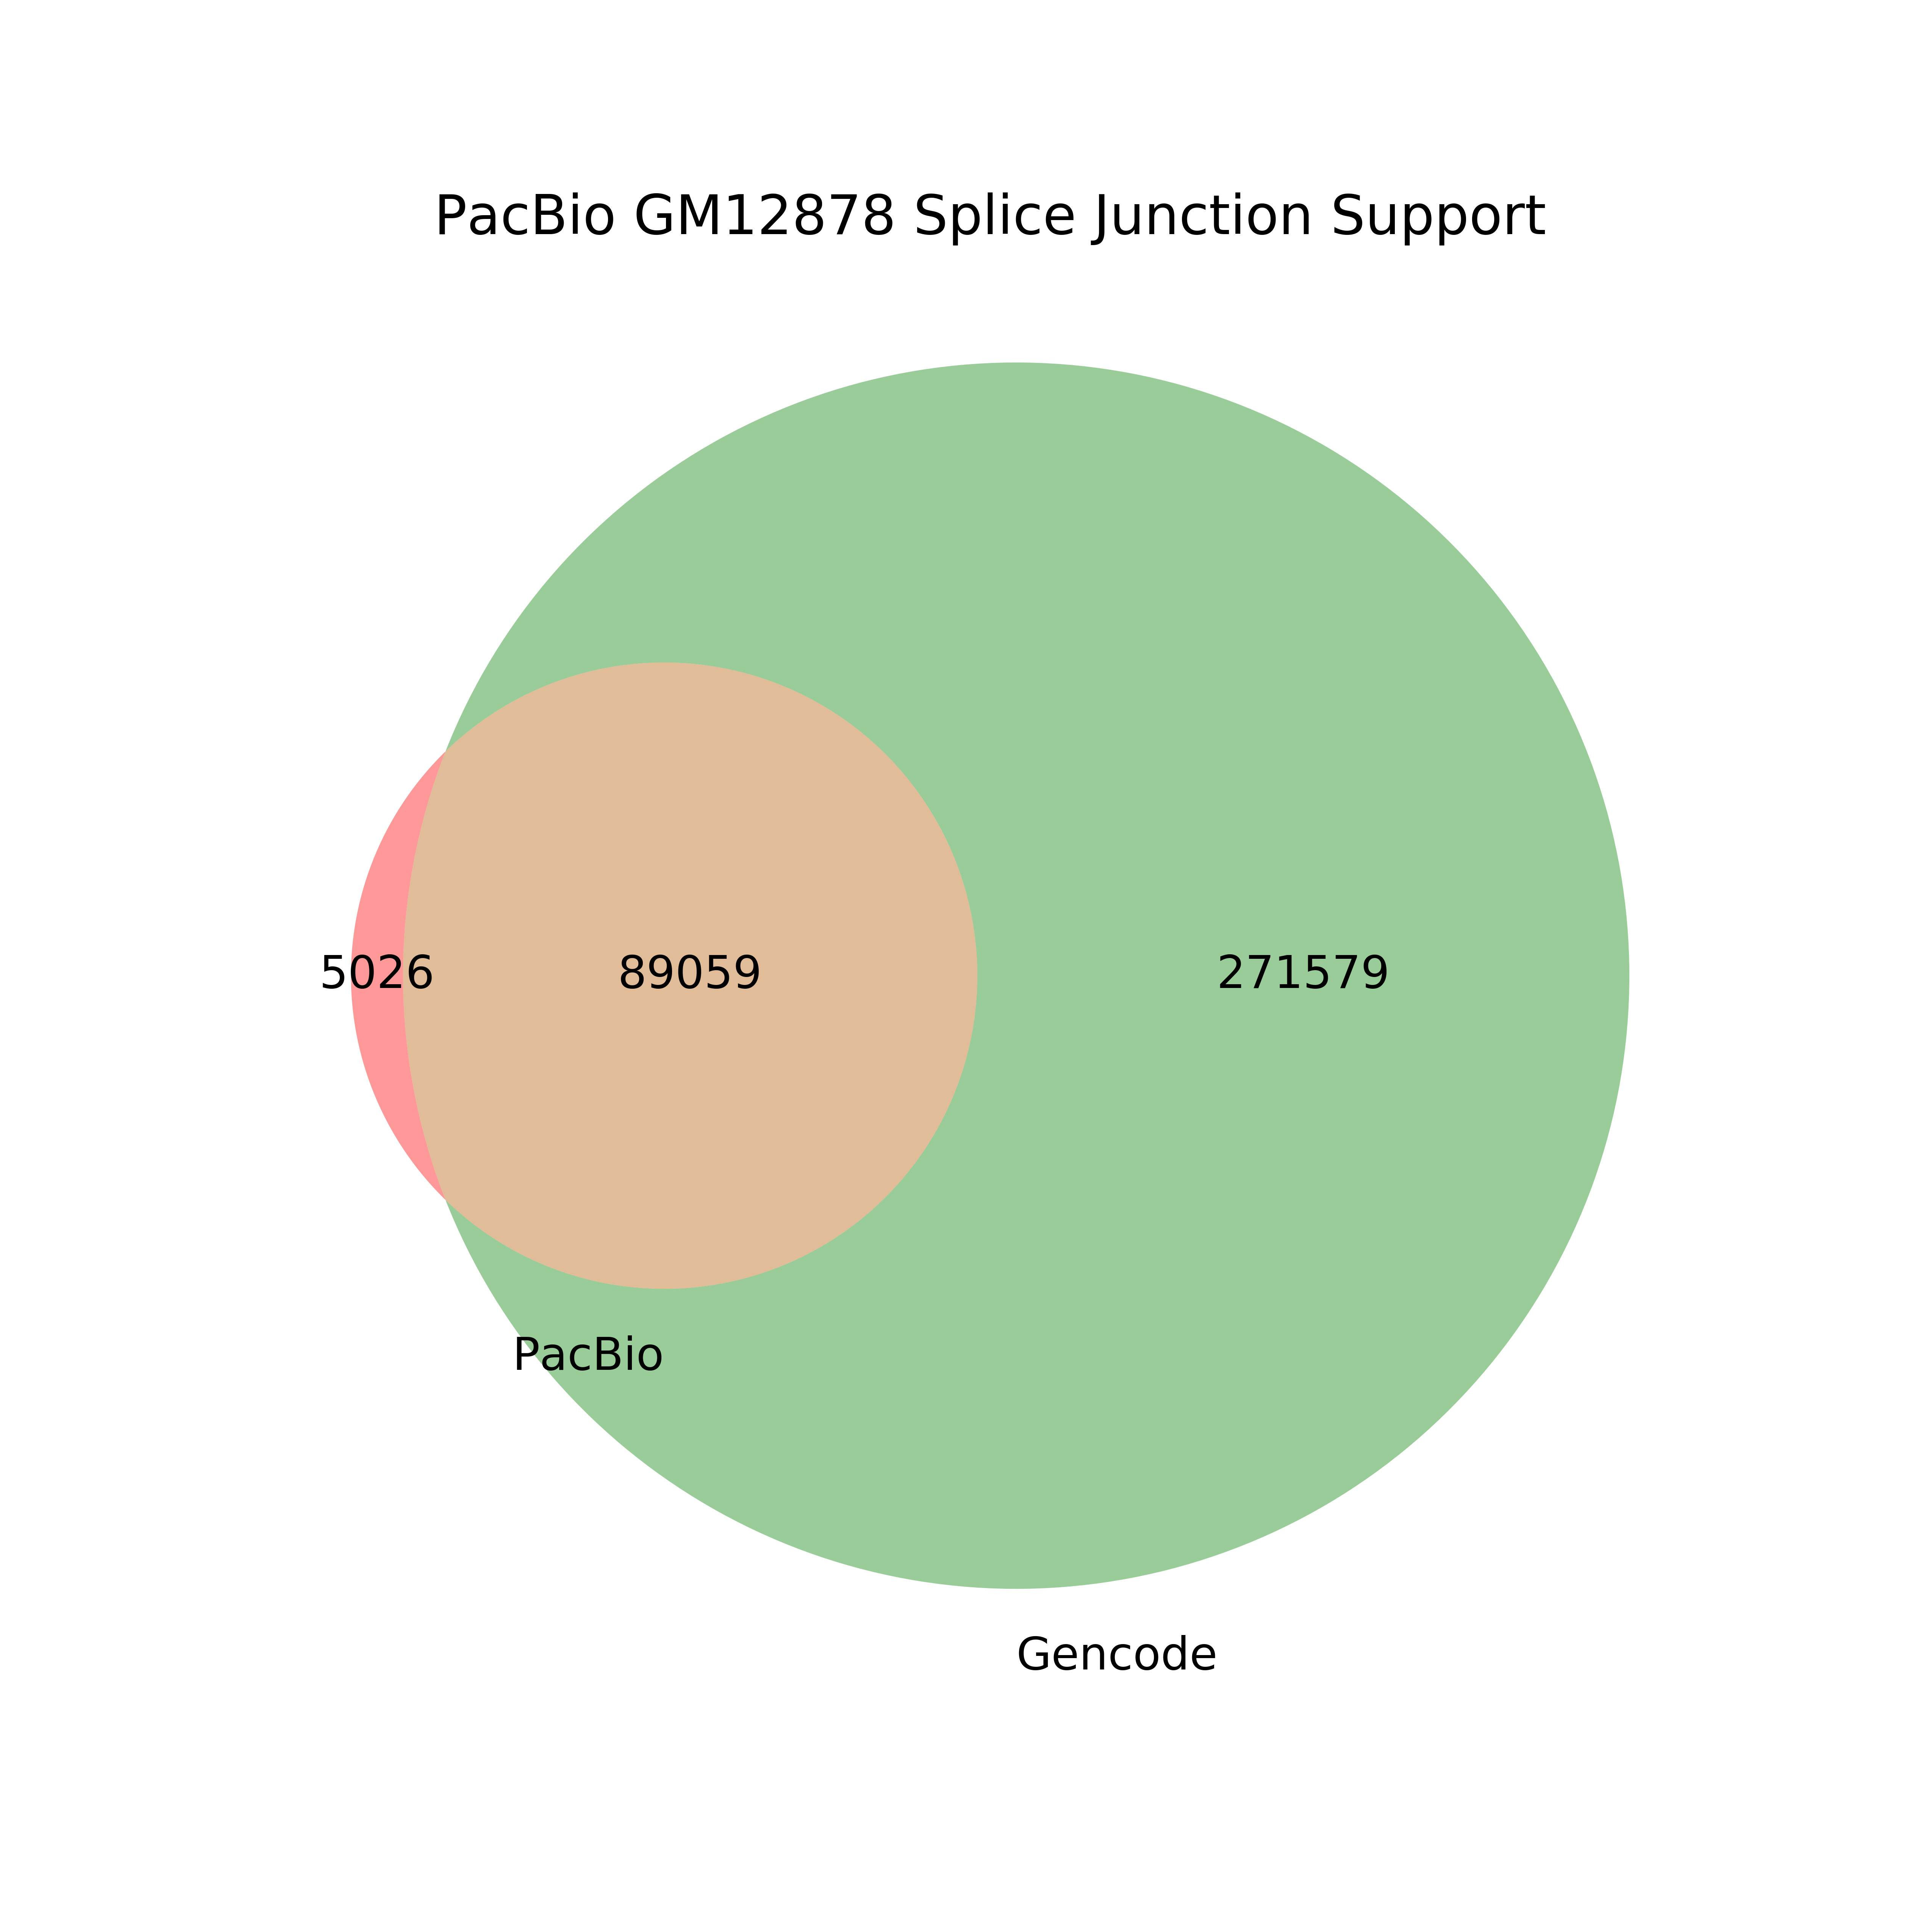 PacBio GM12878 Splice Junction Support
5026
89059
271579
PacBio
Gencode